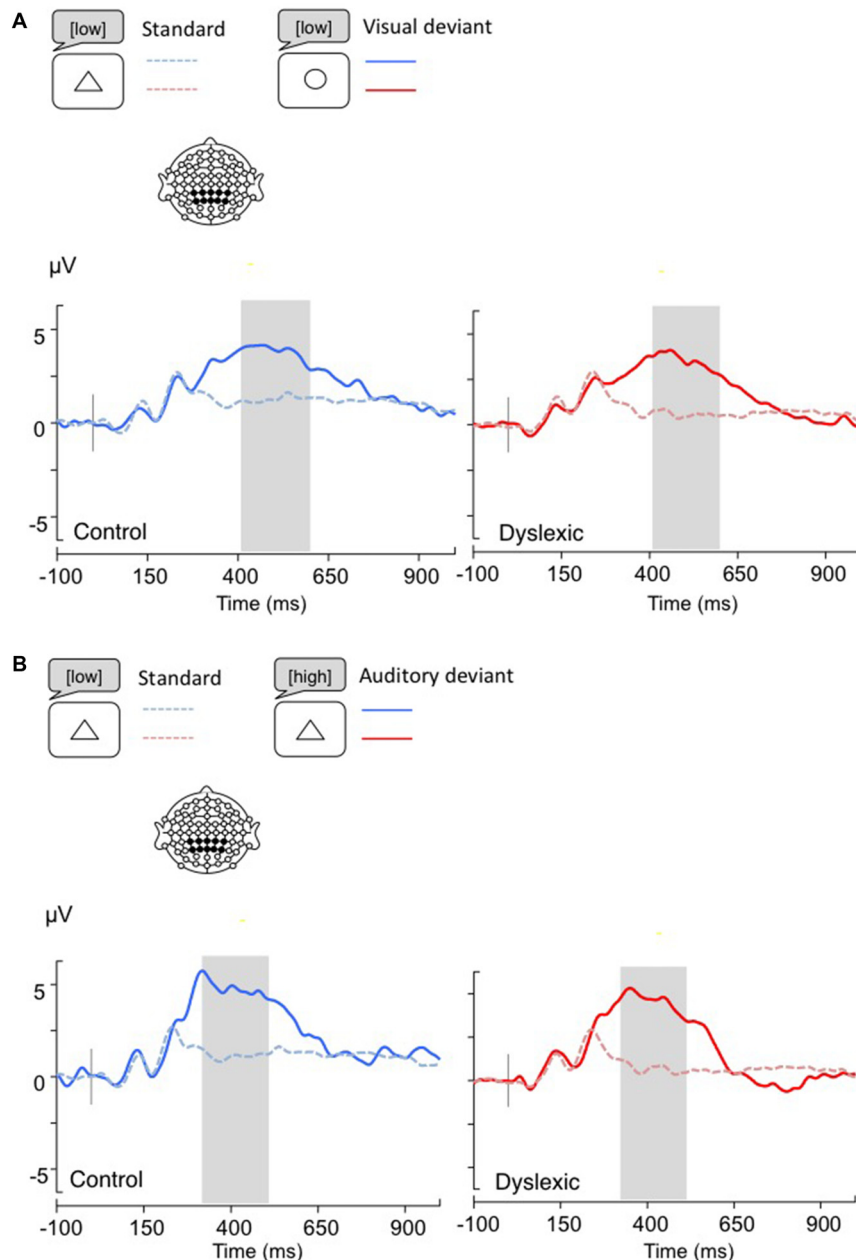 A
[low] Standard [low] Visual deviant
µV
5
0
-5
Control Dyslexic
-100 150 400 650 900 -100 150 400 650 900
Time (ms) Time (ms)
B
[low] Standard [high] Auditory deviant
µV
5
0
-5
Control Dyslexic
-100 150 400 650 900 -100 150 400 650 900
Time (ms) Time (ms)